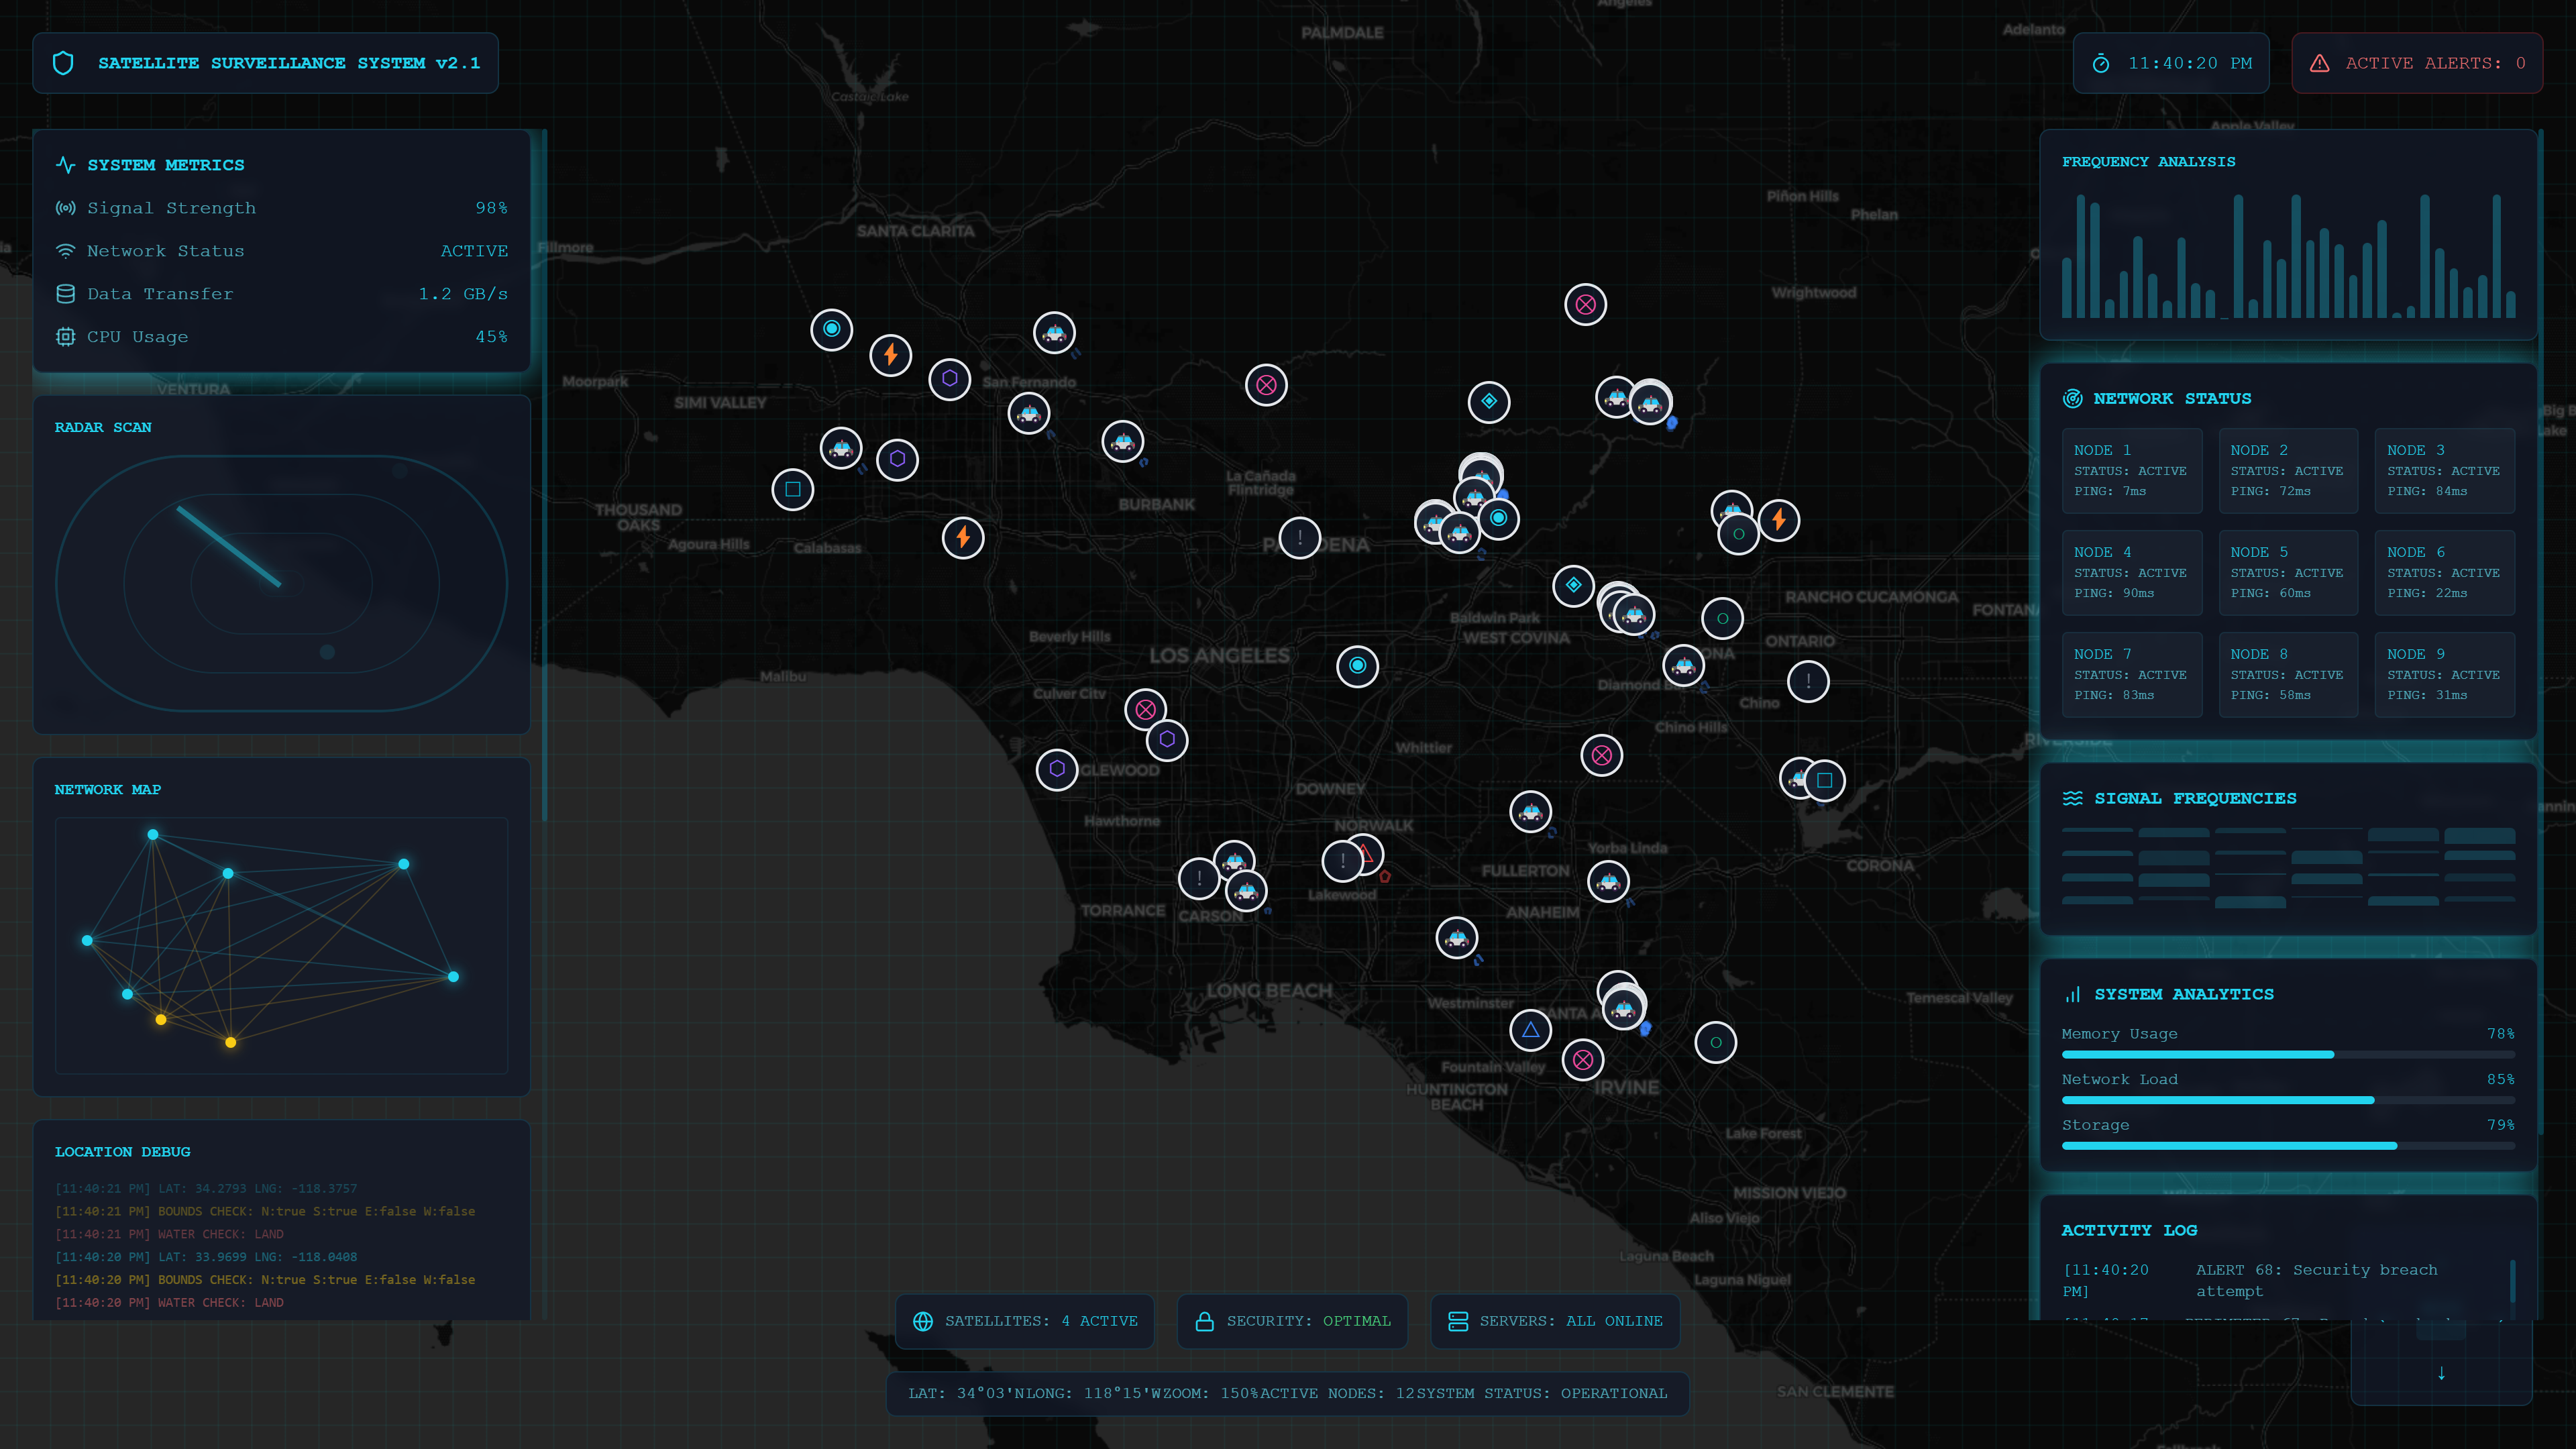 SATELLITE SURVEILLANCE SYSTEM v2.1
11:40:20 PM
ACTIVE ALERTS: 0
SYSTEM METRICS
Signal Strength 98%
Network Status ACTIVE
Data Transfer 1.2 GB/s
CPU Usage 45%
RADAR SCAN
NETWORK MAP
LOCATION DEBUG
[11:40:21 PM] LAT: 34.2793 LNG: -118.3757
[11:40:21 PM] BOUNDS CHECK: N:true S:true E:false W:false
[11:40:21 PM] WATER CHECK: LAND
[11:40:20 PM] LAT: 33.9699 LNG: -118.0408
[11:40:20 PM] BOUNDS CHECK: N:true S:true E:false W:false
[11:40:20 PM] WATER CHECK: LAND
Angeles
PALMDALE
Adelanto
Castaic Lake
Apple Valley
Piñon Hills
Phelan
SANTA CLARITA
Fillmore
Wrightwood
VENTURA
Moorpark
San Fernando
SIMI VALLEY
La Cañada
Flintridge
BURBANK
THOUSAND
OAKS
Agoura Hills
Calabasas
Baldwin Park
WEST COVINA
RANCHO CUCAMONGA
Beverly Hills
LOS ANGELES
ONTARIO
Malibu
Culver City
Chino
Chino Hills
Whittier
DOWNEY
Hawthorne
NORWALK
Yorba Linda
CORONA
FULLERTON
Lakewood
TORRANCE
CARSON
ANAHEIM
LONG BEACH
Westminster
Temescal Valley
Fountain Valley
HUNTINGTON
BEACH
IRVINE
Lake Forest
MISSION VIEJO
Aliso Viejo
Laguna Beach
Laguna Niguel
SAN CLEMENTE
RIVERSIDE
FREQUENCY ANALYSIS
NETWORK STATUS
NODE 1
STATUS: ACTIVE
PING: 7ms
NODE 2
STATUS: ACTIVE
PING: 72ms
NODE 3
STATUS: ACTIVE
PING: 84ms
NODE 4
STATUS: ACTIVE
PING: 90ms
NODE 5
STATUS: ACTIVE
PING: 60ms
NODE 6
STATUS: ACTIVE
PING: 22ms
NODE 7
STATUS: ACTIVE
PING: 83ms
NODE 8
STATUS: ACTIVE
PING: 58ms
NODE 9
STATUS: ACTIVE
PING: 31ms
SIGNAL FREQUENCIES
SYSTEM ANALYTICS
Memory Usage 78%
Network Load 85%
Storage 79%
ACTIVITY LOG
[11:40:20
PM]
ALERT 68: Security breach
attempt
SATELLITES: 4 ACTIVE
SECURITY: OPTIMAL
SERVERS: ALL ONLINE
LAT: 34°03'NLONG: 118°15'WZOOM: 150%ACTIVE NODES: 12SYSTEM STATUS: OPERATIONAL
↓